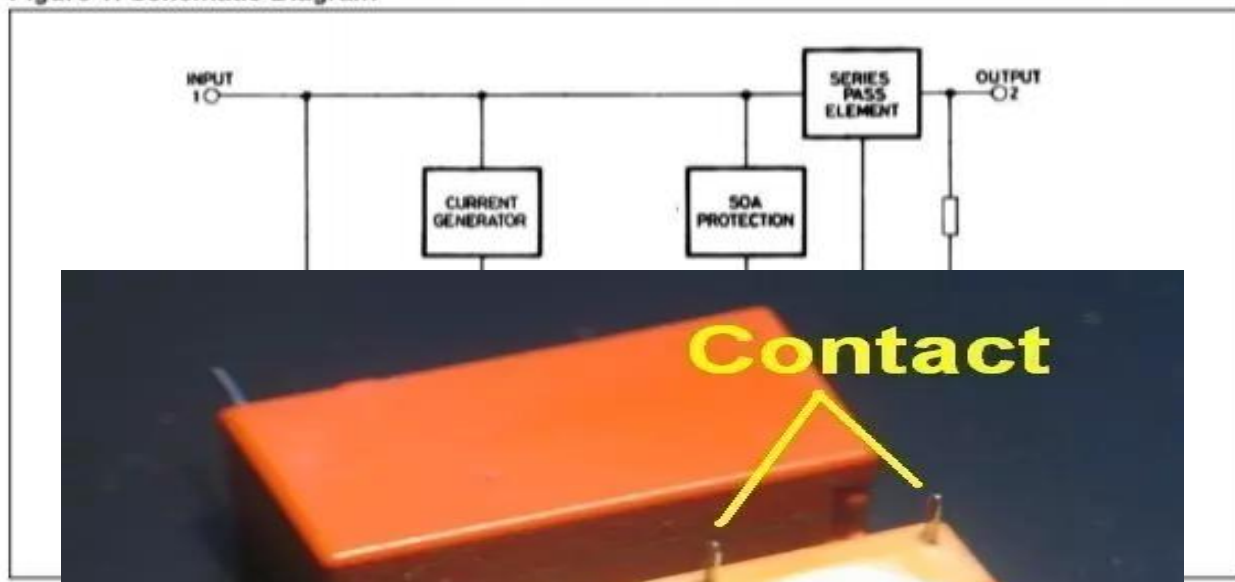 INPUT
1
SERIES
PASS
ELEMENT
OUTPUT
2
CURRENT
GENERATOR
SOA
PROTECTION
Contact